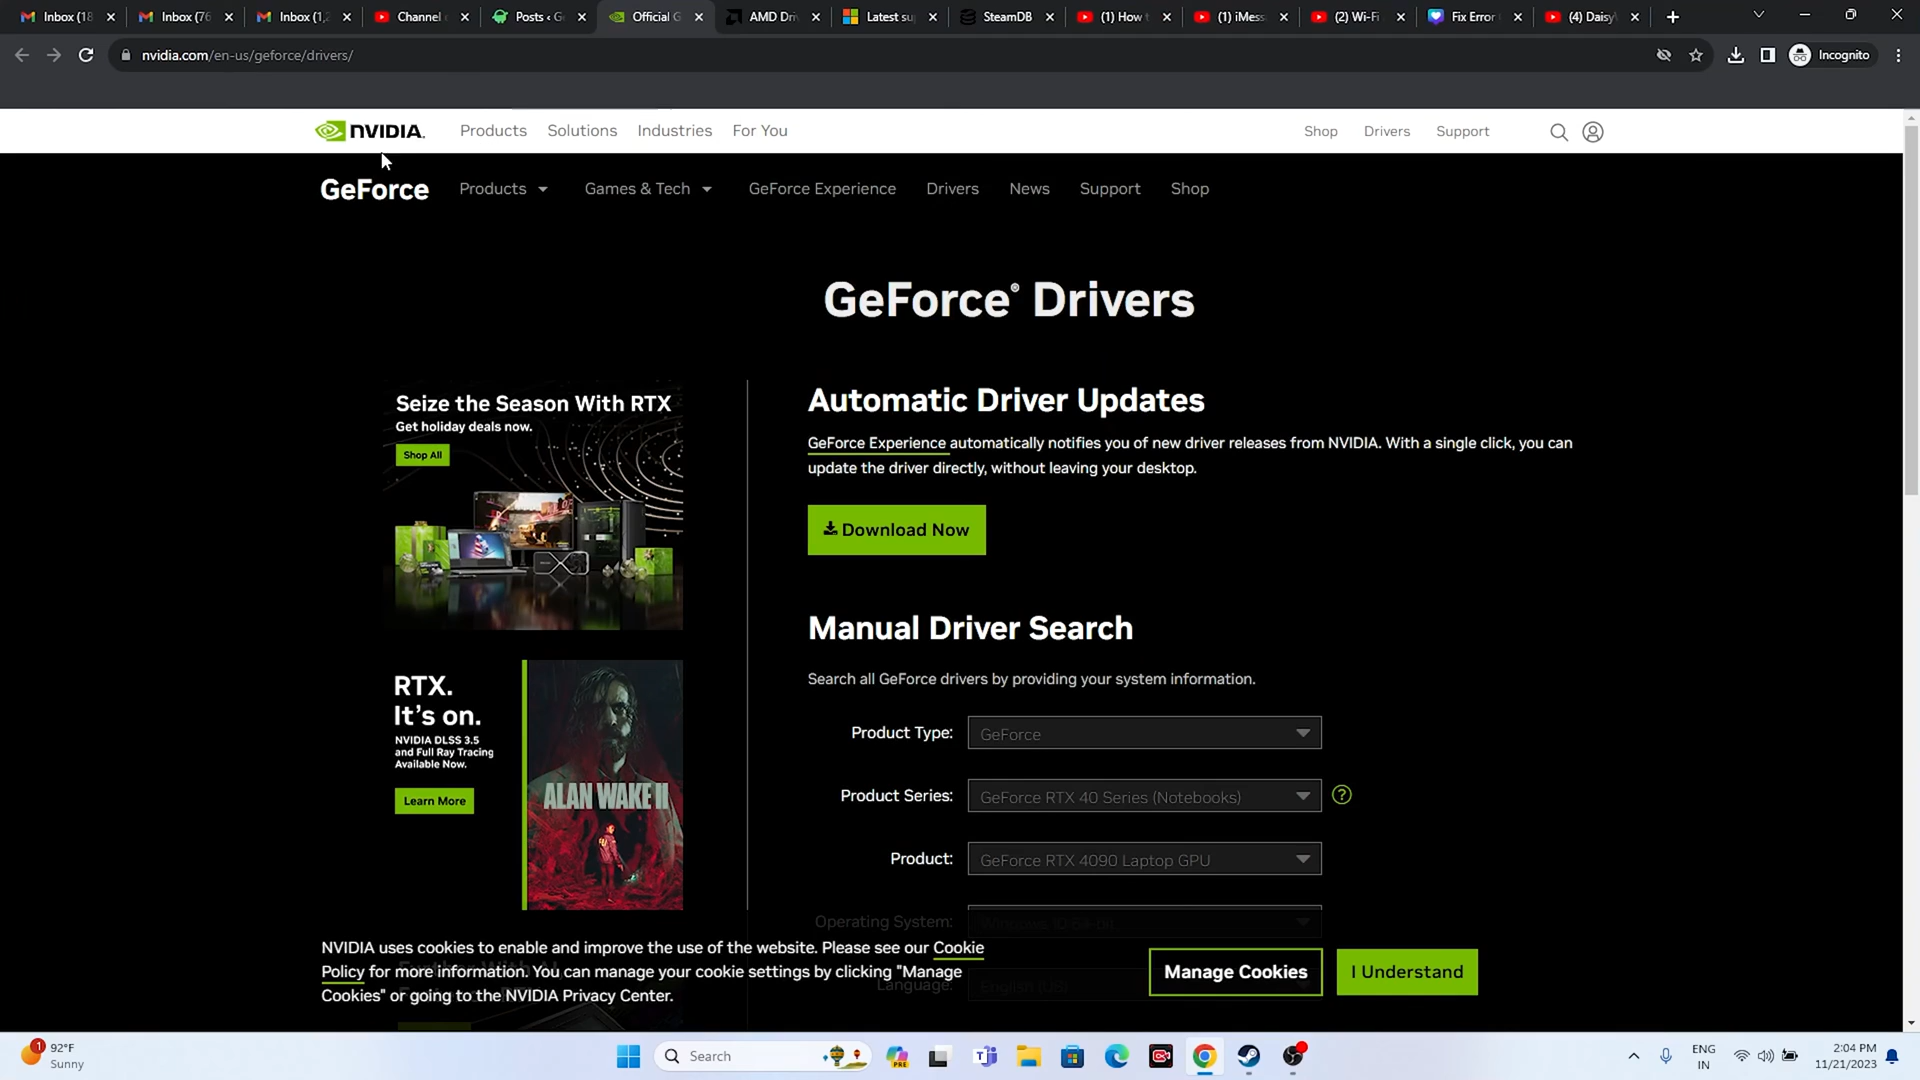 Inbox (18
Inbox (76
Inbox (1,2
Channel c
Posts ‹ Ge
Official G
AMD Driv
Latest su
SteamDB
(1) How t
(1) iMess
(2) Wi-Fi
Fix Error
(4) Daisy
nvidia.com/en-us/geforce/drivers/
Incognito
NVIDIA.
Products
Solutions
Industries
For You
Shop
Drivers
Support
GeForce
Products
Games & Tech
GeForce Experience
Drivers
News
Support
Shop
GeForce® Drivers
Seize the Season With RTX
Get holiday deals now.
Shop All
Automatic Driver Updates
GeForce Experience automatically notifies you of new driver releases from NVIDIA. With a single click, you can
update the driver directly, without leaving your desktop.
Download Now
Manual Driver Search
Search all GeForce drivers by providing your system information.
RTX.
It's on.
NVIDIA DLSS 3.5
and Full Ray Tracing
Available Now.
Learn More
ALAN WAKE II
Product Type:
GeForce
Product Series:
GeForce RTX 40 Series (Notebooks)
?
Product:
GeForce RTX 4090 Laptop GPU
Operating System:
Windows 10 64-bit
Language:
English (US)
NVIDIA uses cookies to enable and improve the use of the website. Please see our Cookie
Policy for more information. You can manage your cookie settings by clicking "Manage
Cookies" or going to the NVIDIA Privacy Center.
Manage Cookies
I Understand
1
92°F
Sunny
Search
PRE
ENG
IN
2:04 PM
11/21/2023